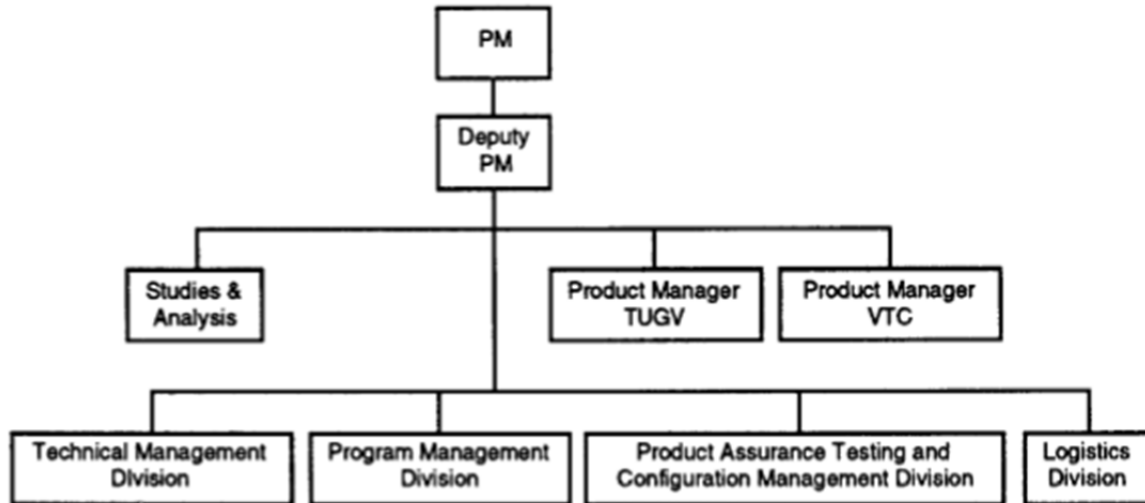 PM
Deputy
PM
Studies &
Analysis
Product Manager
TUGV
Product Manager
VTC
Technical Management
Division
Program Management
Division
Product Assurance Testing and
Configuration Management Division
Logistics
Division